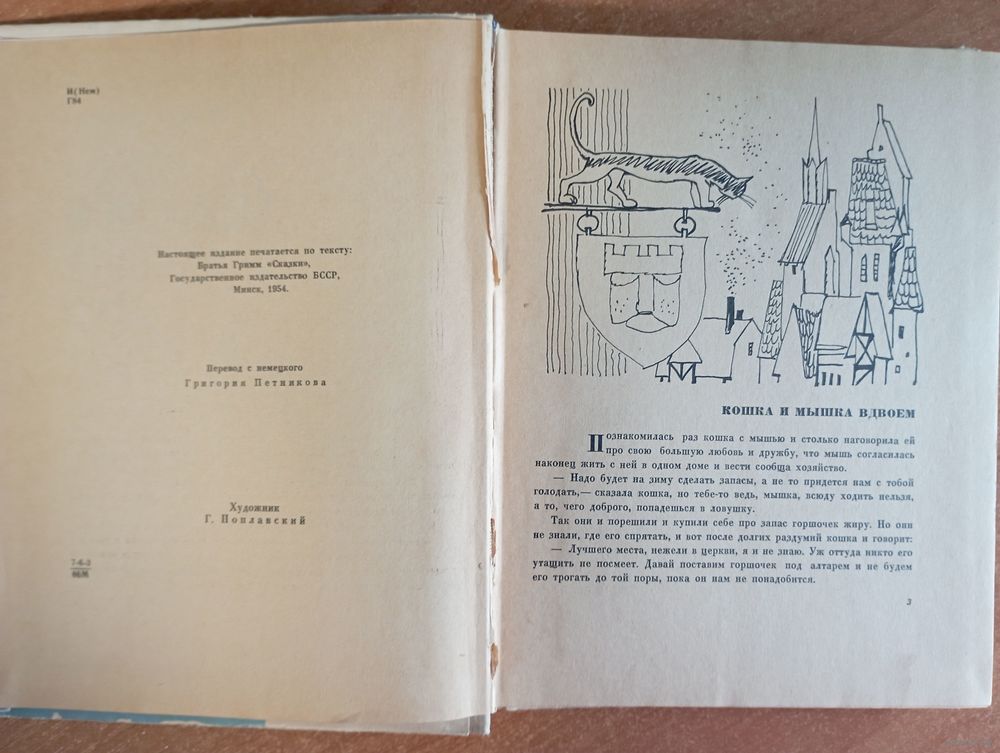 И(Нем)
Г84
Настоящее издание печатается по тексту:
Братья Гримм «Сказки»,
Государственное издательство БССР,
Минск, 1954.
Перевод с немецкого
Григория Петникова
Художник
Г. Поплавский
7-6-3
66М
КОШКА И МЫШКА ВДВОЕМ
Познакомилась раз кошка с мышью и столько наговорила ей
про свою большую любовь и дружбу, что мышь согласилась
наконец жить с ней в одном доме и вести сообща хозяйство.
— Надо будет на зиму сделать запасы, а не то придется нам с тобой
голодать,— сказала кошка, но тебе-то ведь, мышка, всюду ходить нельзя,
а то, чего доброго, попадешься в ловушку.
Так они и порешили и купили себе про запас горшочек жиру. Но они
не знали, где его спрятать, и вот после долгих раздумий кошка и говорит:
— Лучшего места, нежели в церкви, я и не знаю. Уж оттуда никто его
утащить не посмеет. Давай поставим горшочек под алтарем и не будем
его трогать до той поры, пока он нам не понадобится.
3